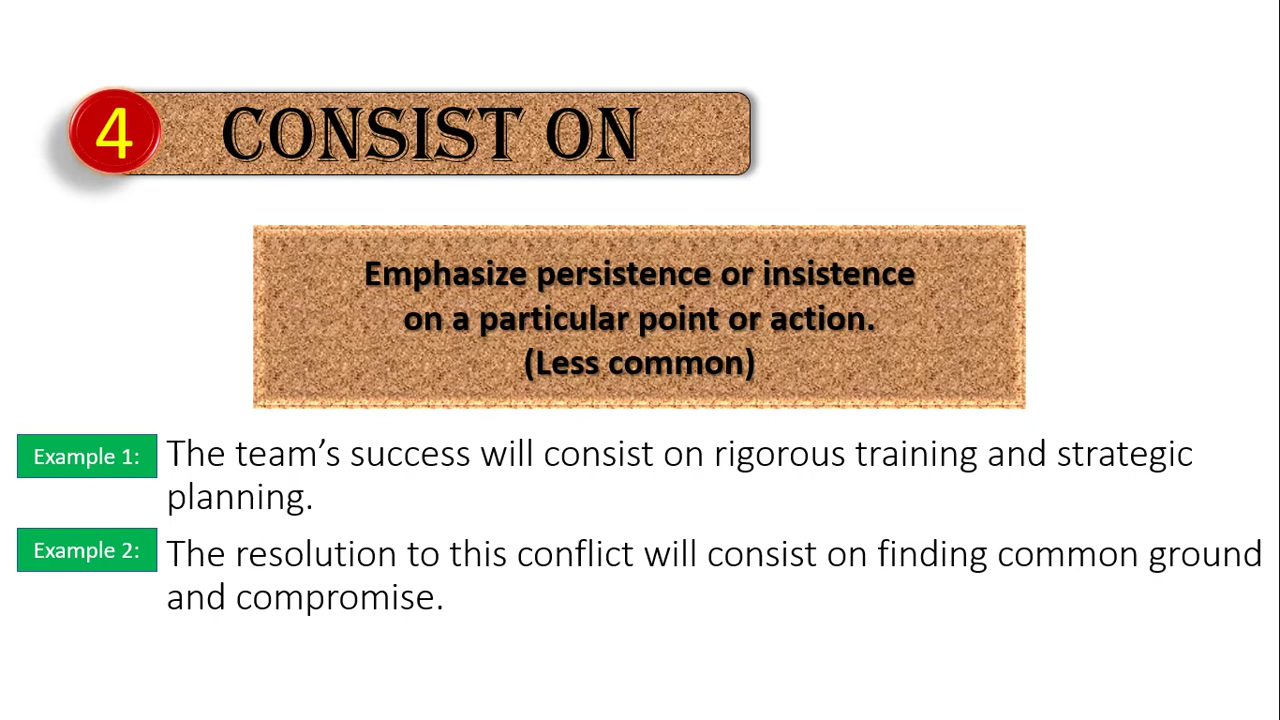 4 CONSIST ON
Emphasize persistence or insistence
on a particular point or action.
(Less common)
Example 1: The team’s success will consist on rigorous training and strategic
planning.
Example 2: The resolution to this conflict will consist on finding common ground
and compromise.